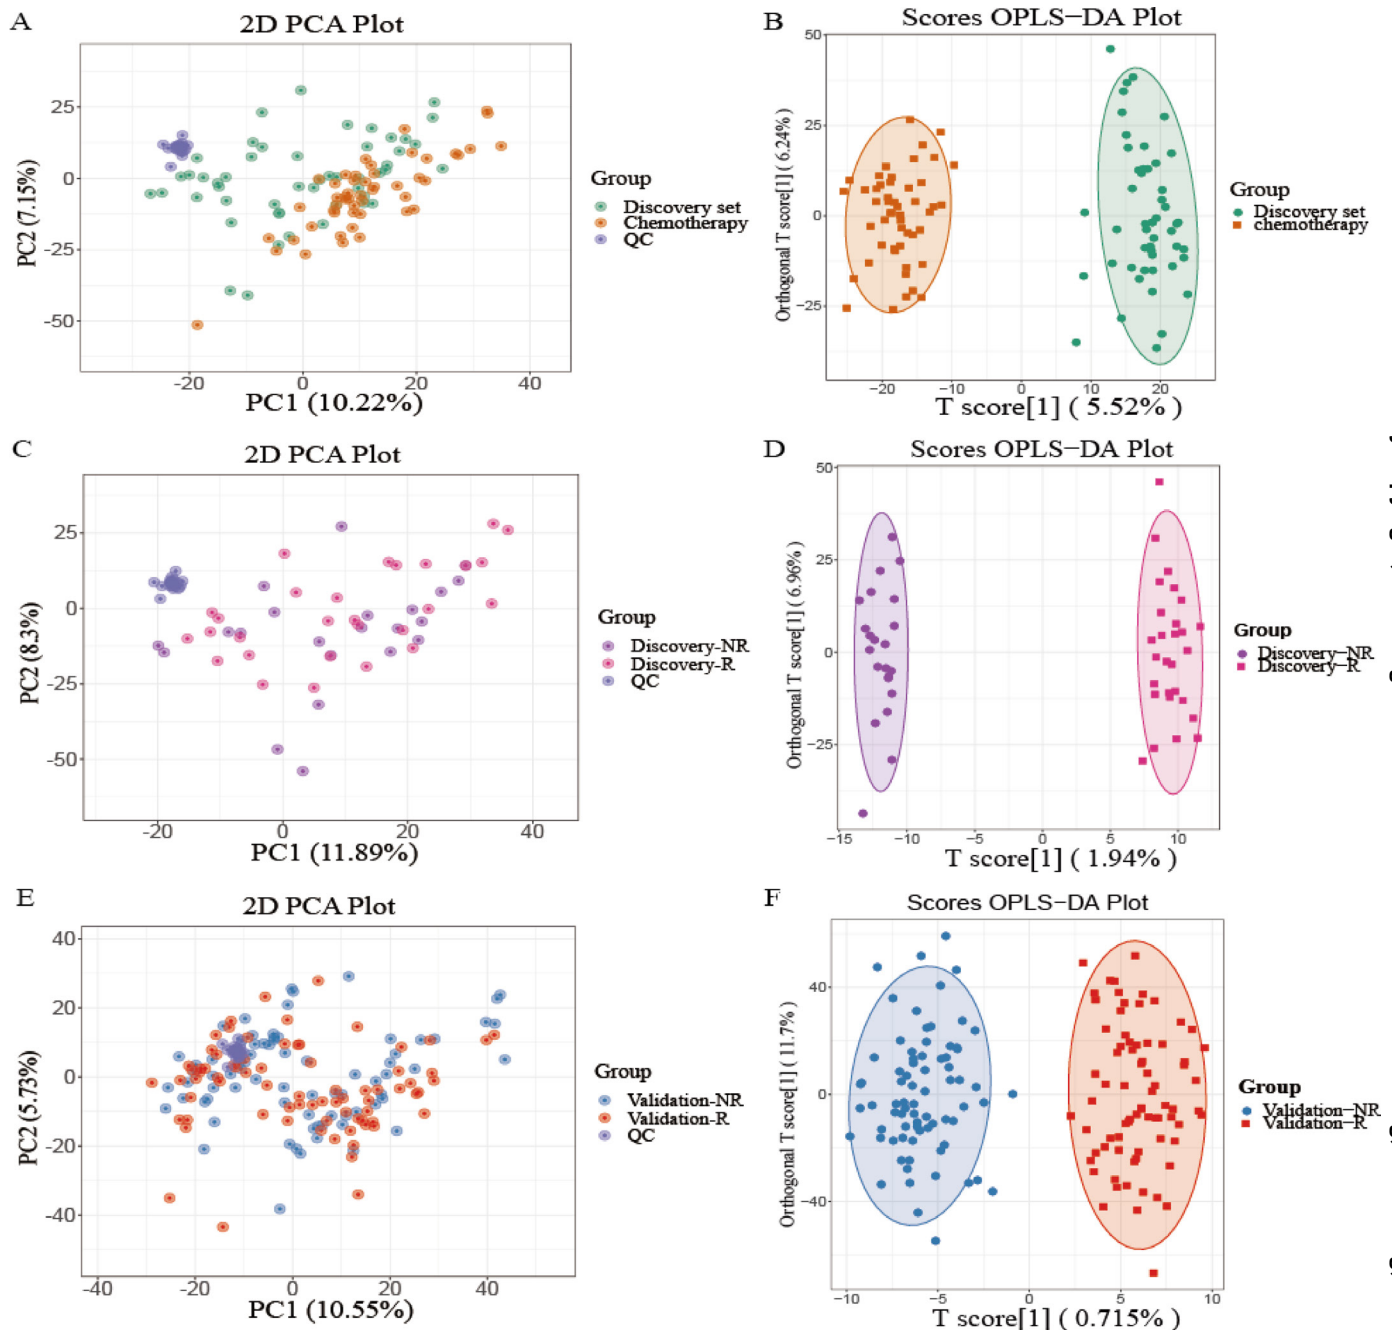 A
2D PCA Plot
PC2 (7.15%)
25
0
-25
-50
-20
0
20
40
PC1 (10.22%)
Group
Discovery set
Chemotherapy
QC
B
Scores OPLS−DA Plot
Orthogonal T score[1] ( 6.24% )
50
25
0
−25
−20
−10
0
10
20
T score[1] ( 5.52% )
Group
Discovery set
chemotherapy
C
2D PCA Plot
PC2 (8.3%)
25
0
-25
-50
-20
0
20
40
PC1 (11.89%)
Group
Discovery-NR
Discovery-R
QC
D
Scores OPLS−DA Plot
Orthogonal T score[1] ( 6.96% )
50
25
0
−25
−15
−10
−5
0
5
10
T score[1] ( 1.94% )
Group
Discovery−NR
Discovery−R
E
2D PCA Plot
PC2 (5.73%)
40
20
0
-20
-40
-40
-20
0
20
40
PC1 (10.55%)
Group
Validation-NR
Validation-R
QC
F
Scores OPLS−DA Plot
Orthogonal T score[1] ( 11.7% )
40
0
−40
−10
−5
0
5
10
T score[1] ( 0.715% )
Group
Validation−NR
Validation−R